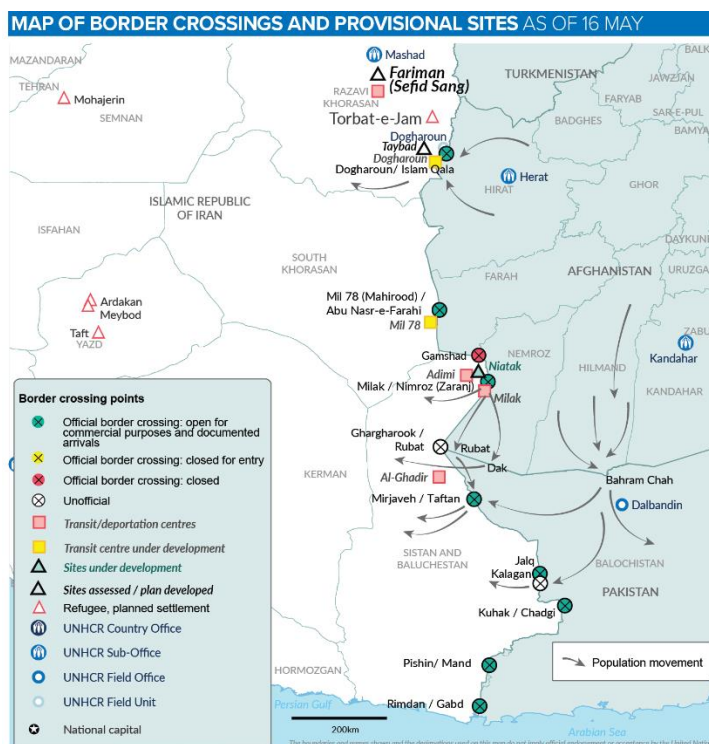 MAP OF BORDER CROSSINGS AND PROVISIONAL SITES AS OF 16 MAY
MAZANDARAN
TEHRAN
Mohajerin
SEMNAN
Mashad
Fariman
(Sefid Sang)
RAZAVI
KHORASAN
Torbat-e-Jam
Dogharoun
Taybad
Dogharoun
Dogharoun/ Islam Qala
TURKMENISTAN
BALK
JAWZJAN
FARYAB
SAR-E-PUL
BADGHES
BAMYA
Herat
HIRAT
GHOR
ISLAMIC REPUBLIC
OF IRAN
ISFAHAN
SOUTH
KHORASAN
DAYKUN
FARAH
AFGHANISTAN
URUZGA
Ardakan
Meybod
Taft
YAZD
Mil 78 (Mahirood) /
Abu Nasr-e-Farahi
Mil 78
ZABU
Kandahar
Gamshad
NEMROZ
HILMAND
KANDAHAR
Adimi
Niatak
Milak / Nimroz (Zaranj)
Milak
Ghargharook /
Rubat
Rubat
Dak
KERMAN
Al-Ghadir
Bahram Chah
Mirjaveh / Taftan
Dalbandin
SISTAN AND
BALUCHESTAN
Jalq
Kalagan
BALOCHISTAN
PAKISTAN
Kuhak / Chadgi
HORMOZGAN
Pishin / Mand
Rimdan / Gabd
Persian Gulf
Arabian Sea
200km
Population movement
Border crossing points
Official border crossing: open for
commercial purposes and documented
arrivals
Official border crossing: closed for entry
Official border crossing: closed
Unofficial
Transit/deportation centres
Transit centre under development
Sites under development
Sites assessed / plan developed
Refugee, planned settlement
UNHCR Country Office
UNHCR Sub-Office
UNHCR Field Office
UNHCR Field Unit
National capital